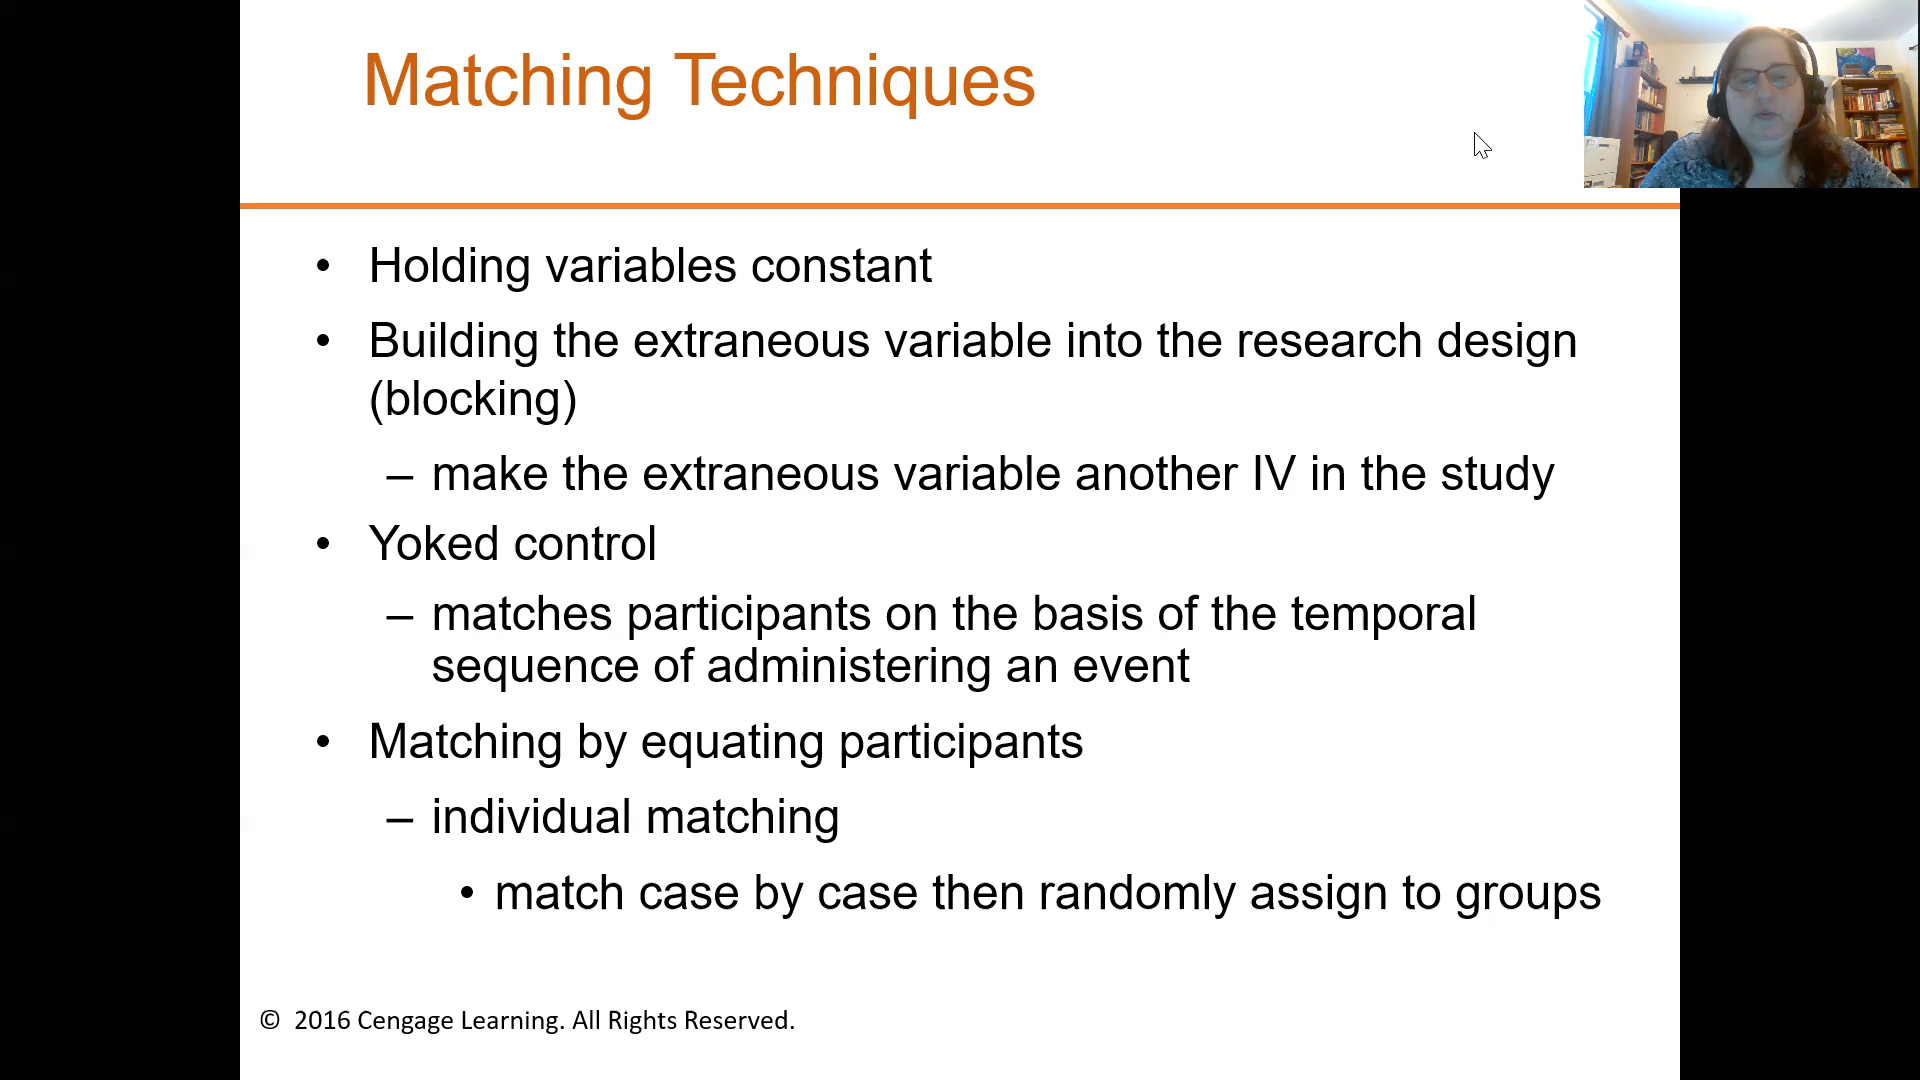 Matching Techniques
• Holding variables constant
• Building the extraneous variable into the research design
(blocking)
– make the extraneous variable another IV in the study
• Yoked control
– matches participants on the basis of the temporal
sequence of administering an event
• Matching by equating participants
– individual matching
• match case by case then randomly assign to groups
© 2016 Cengage Learning. All Rights Reserved.